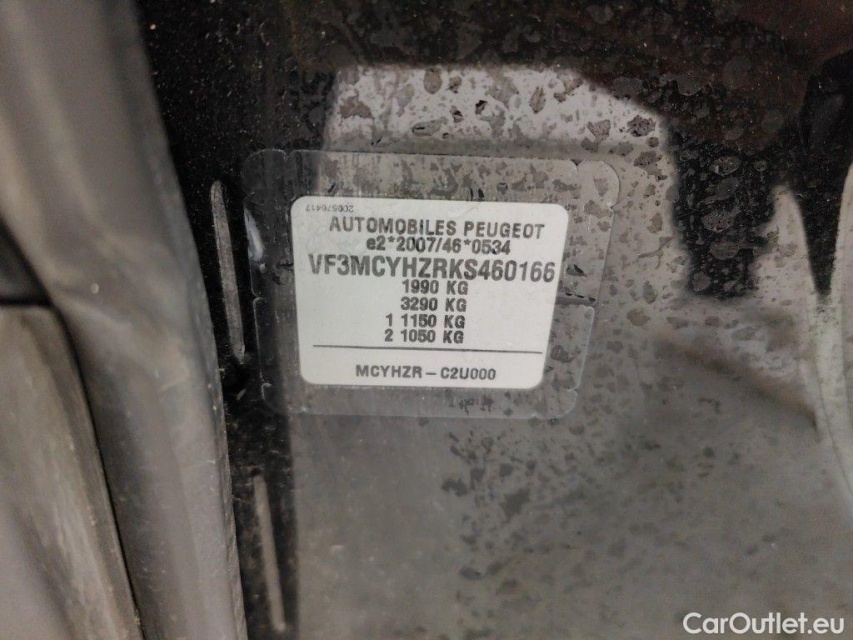 200576417
AUTOMOBILES PEUGEOT
e2*2007/46*0534
VF3MCYHZRKS460166
1990 KG
3290 KG
1 1150 KG
2 1050 KG
MCYHZR - C2U000
CarOutlet.eu